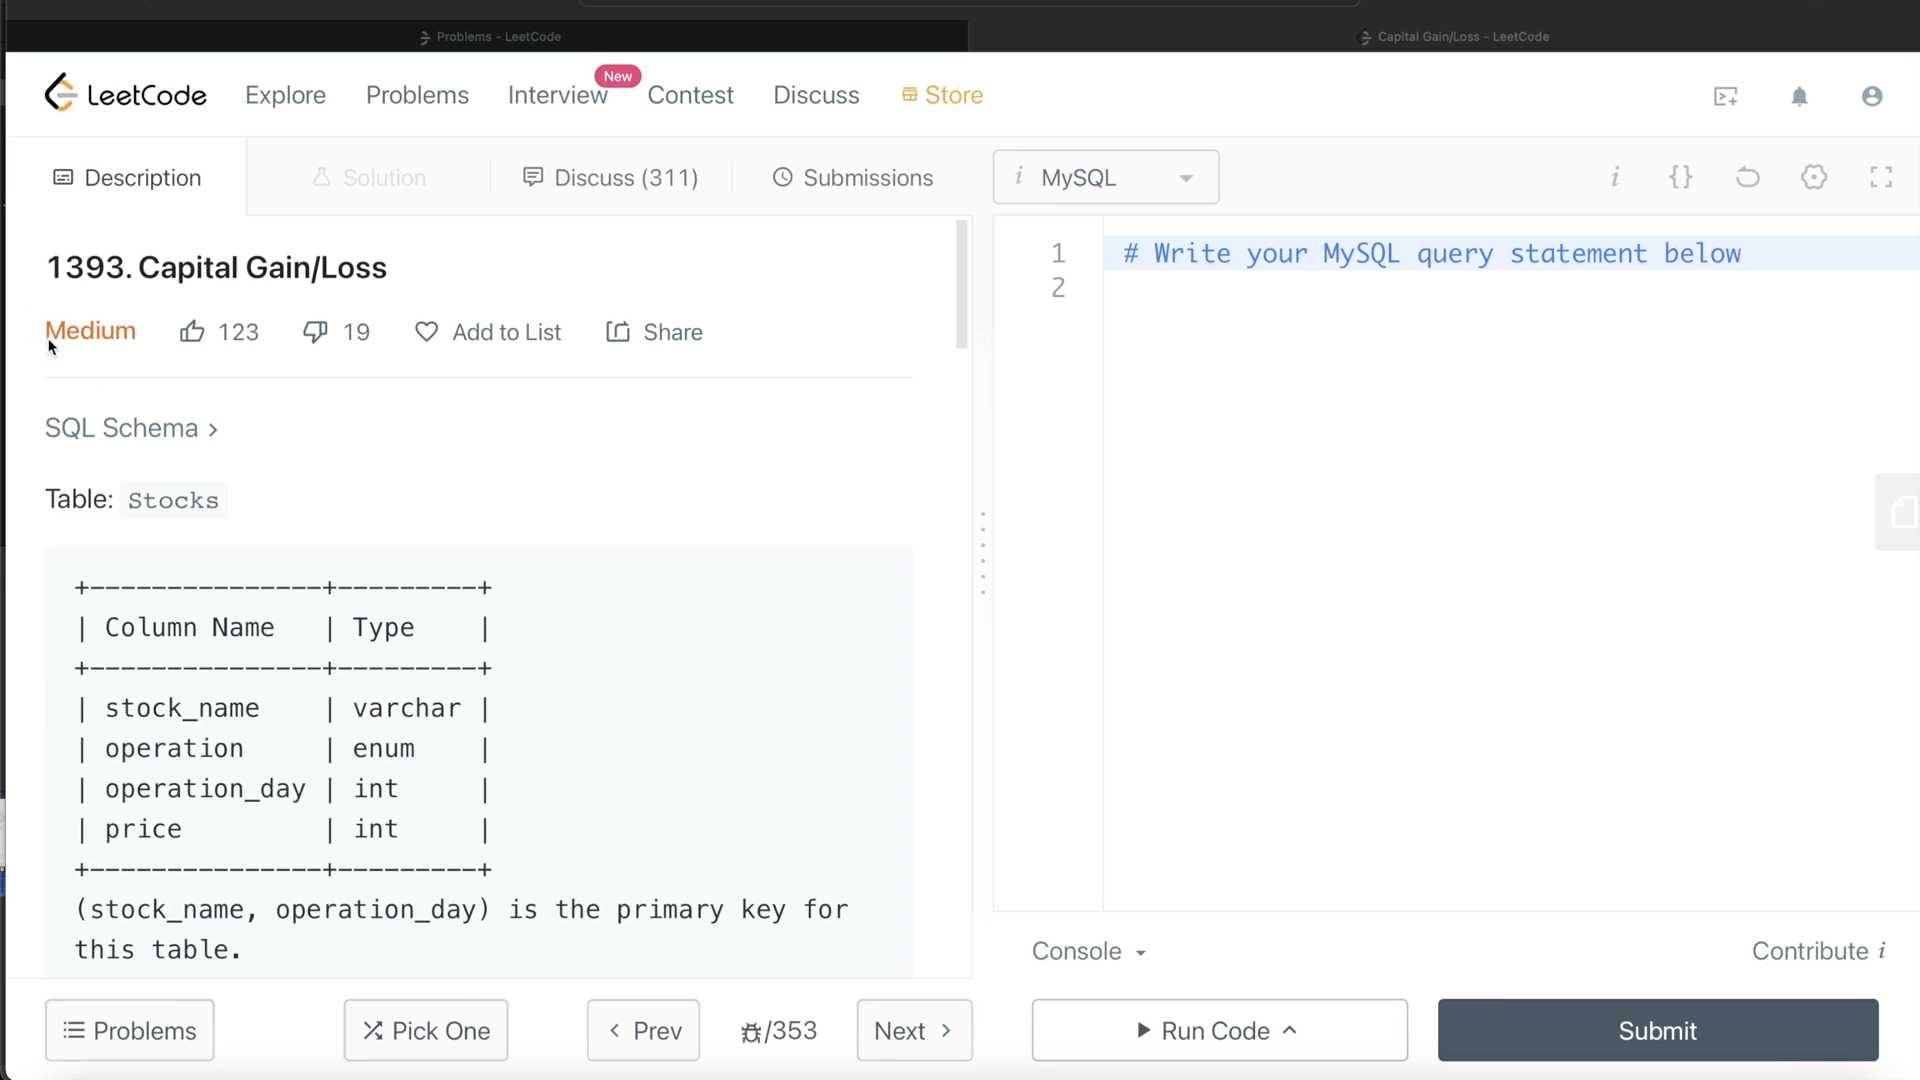 Problems - LeetCode
Capital Gain/Loss - LeetCode
LeetCode
Explore
Problems
Interview
New
Contest
Discuss
Store
Description
Solution
Discuss (311)
Submissions
i MySQL
i
{}
1393. Capital Gain/Loss
Medium
123
19
Add to List
Share
SQL Schema >
Table: Stocks
+---------------+---------+
| Column Name   | Type    |
+---------------+---------+
| stock_name    | varchar |
| operation     | enum    |
| operation_day | int     |
| price         | int     |
+---------------+---------+
(stock_name, operation_day) is the primary key for
this table.
1 # Write your MySQL query statement below
2
Console
Contribute i
Problems
Pick One
< Prev
/353
Next >
Run Code
Submit